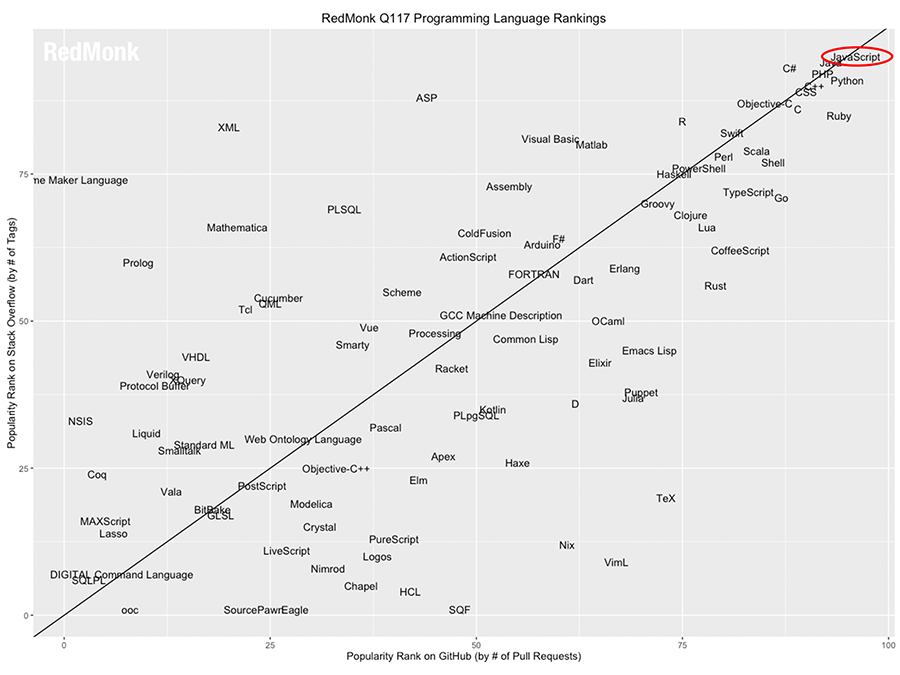 RedMonk Q117 Programming Language Rankings
RedMonk
JavaScript
Java
C#
PHP
Python
C++
CSS
ASP
Objective-C
C
Ruby
R
XML
Swift
Visual Basic
Matlab
Scala
Perl
Shell
PowerShell
Haskell
75
me Maker Language
Assembly
TypeScript
Go
PLSQL
Groovy
Clojure
Mathematica
Lua
ColdFusion
F#
Arduino
CoffeeScript
ActionScript
Prolog
Erlang
FORTRAN
Dart
Rust
Scheme
Cucumber
QML
Tcl
GCC Machine Description
50
OCaml
Vue
Processing
Common Lisp
Smarty
Emacs Lisp
VHDL
Elixir
Racket
Verilog
XQuery
Protocol Buffer
Puppet
Julia
D
Kotlin
PLpgSQL
NSIS
Pascal
Liquid
Web Ontology Language
Standard ML
Smalltalk
Apex
Haxe
25
Objective-C++
Coq
Elm
PostScript
Vala
TeX
Modelica
BitBake
GLSL
MAXScript
Crystal
Lasso
PureScript
Nix
LiveScript
Logos
VimL
Nimrod
DIGITAL Command Language
SQLPL
Chapel
HCL
0
ooc
SourcePawn
Eagle
SQF
0
25
50
75
100
Popularity Rank on GitHub (by # of Pull Requests)
Popularity Rank on Stack Overflow (by # of Tags)